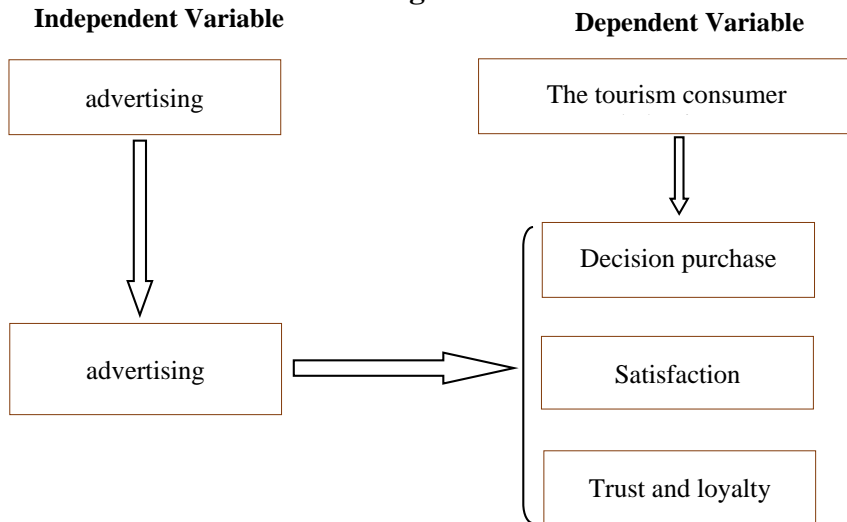 Independent Variable
Dependent Variable
advertising
The tourism consumer
advertising
Decision purchase
Satisfaction
Trust and loyalty